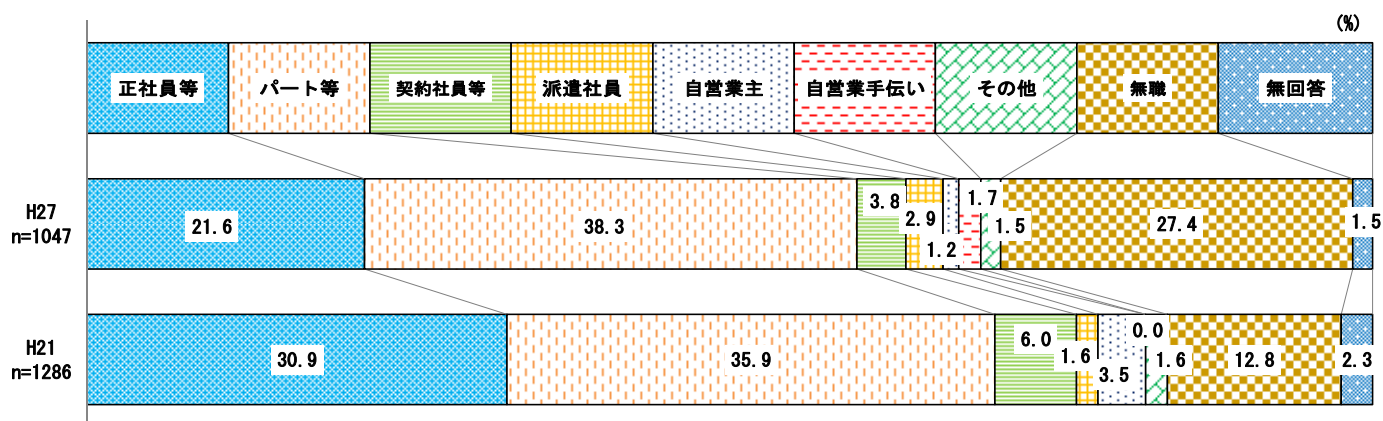 (%)
正社員等 パート等 契約社員等 派遣社員 自営業主 自営業手伝い その他 無職 無回答
H27
n=1047
21.6 38.3 3.8 2.9 1.2 1.7 1.5 27.4 1.5
H21
n=1286
30.9 35.9 6.0 1.6 3.5 0.0 1.6 12.8 2.3